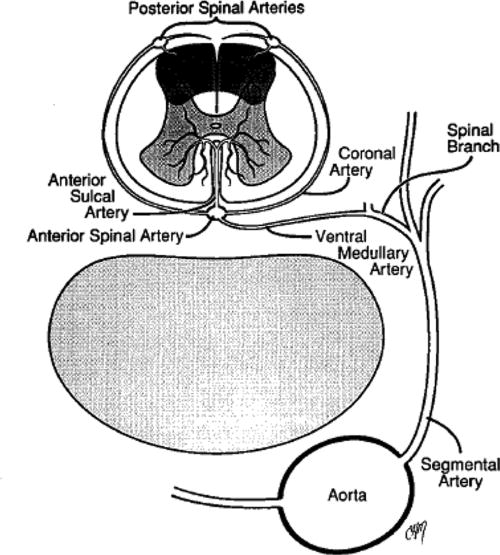 Posterior Spinal Arteries
Spinal
Branch
Coronal
Artery
Anterior
Sulcal
Artery
Anterior Spinal Artery
Ventral
Medullary
Artery
Segmental
Artery
Aorta